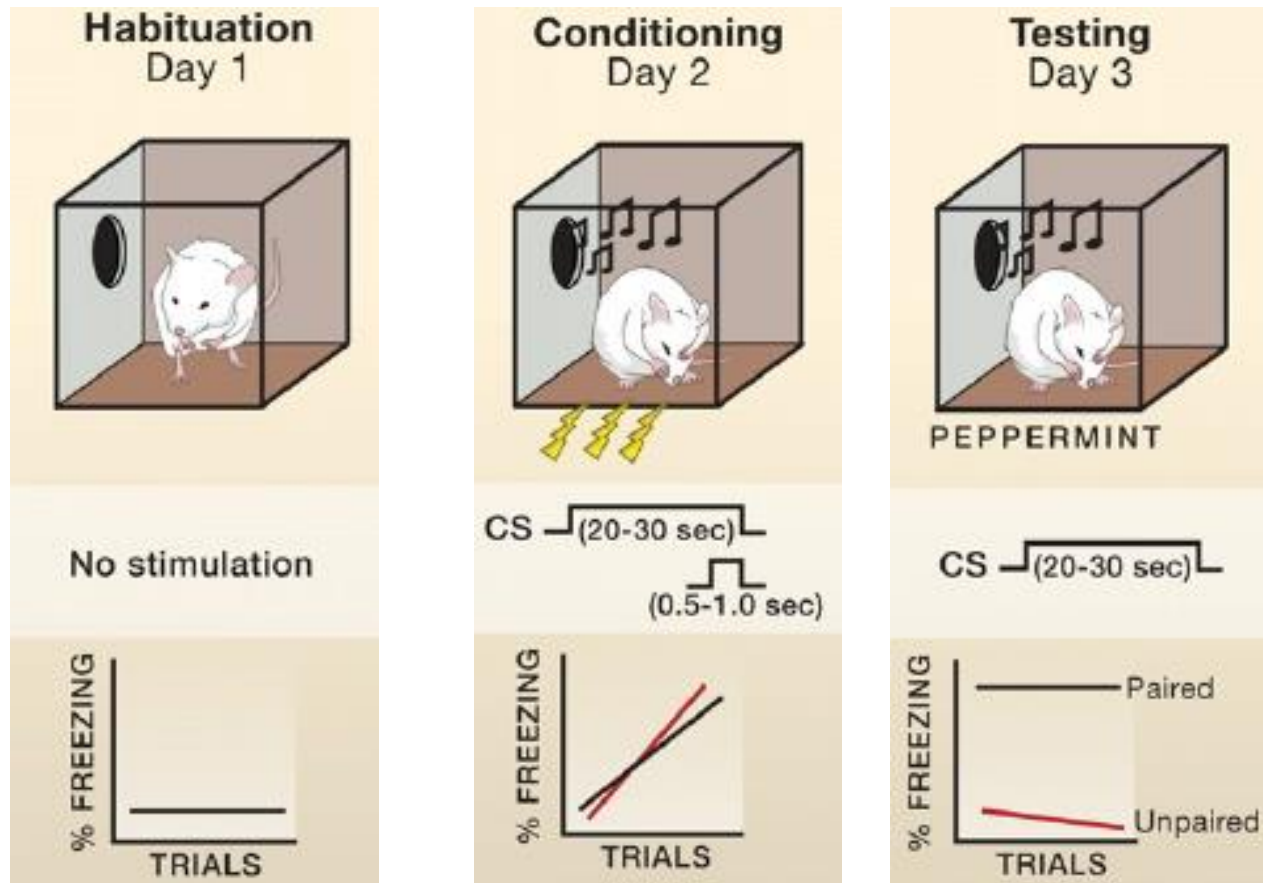 Habituation
Day 1
No stimulation
% FREEZING
TRIALS
Conditioning
Day 2
CS
(20-30 sec)
(0.5-1.0 sec)
% FREEZING
TRIALS
Testing
Day 3
PEPPERMINT
CS
(20-30 sec)
% FREEZING
Paired
Unpaired
TRIALS